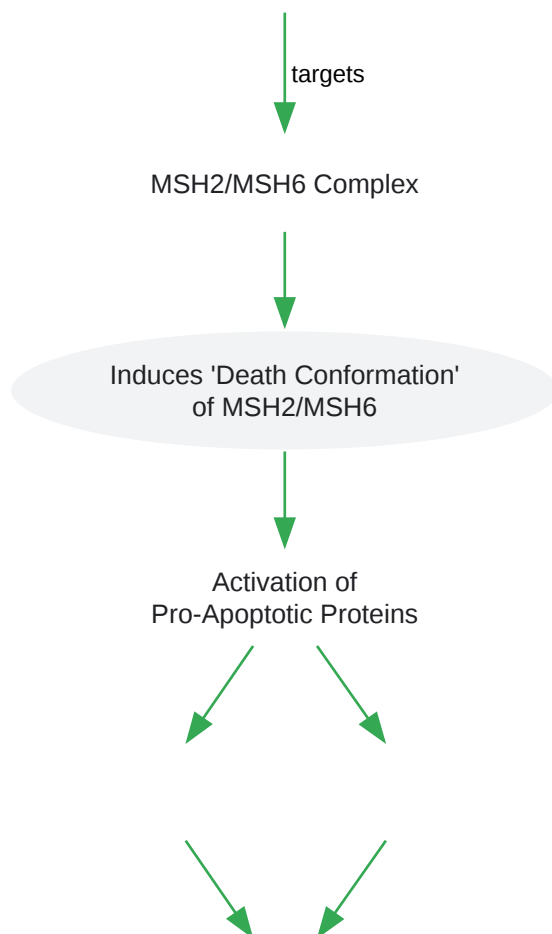 targets
MSH2/MSH6 Complex
Induces 'Death Conformation'
of MSH2/MSH6
Activation of
Pro-Apoptotic Proteins